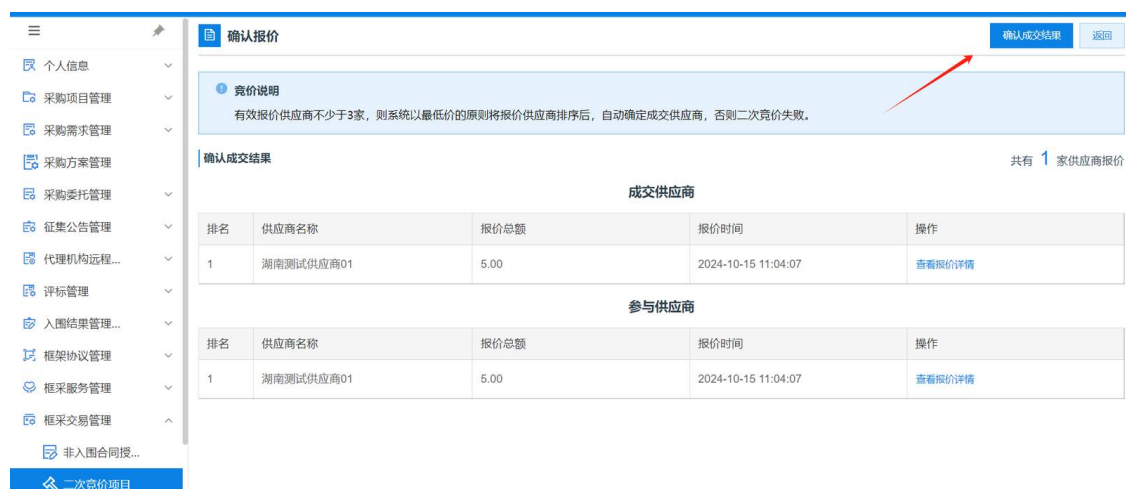 确认报价
确认成交结果
返回
个人信息
采购项目管理
采购需求管理
采购方案管理
采购委托管理
征集公告管理
代理机构远程...
评标管理
入围结果管理...
框架协议管理
框采服务管理
框采交易管理
非入围合同授...
二次竞价项目
竞价说明
有效报价供应商不少于3家，则系统以最低价的原则将报价供应商排序后，自动确定成交供应商，否则二次竞价失败。
确认成交结果
共有 1 家供应商报价
成交供应商
排名 供应商名称 报价总额 报价时间 操作
1 湖南测试供应商01 5.00 2024-10-15 11:04:07 查看报价详情
参与供应商
排名 供应商名称 报价总额 报价时间 操作
1 湖南测试供应商01 5.00 2024-10-15 11:04:07 查看报价详情